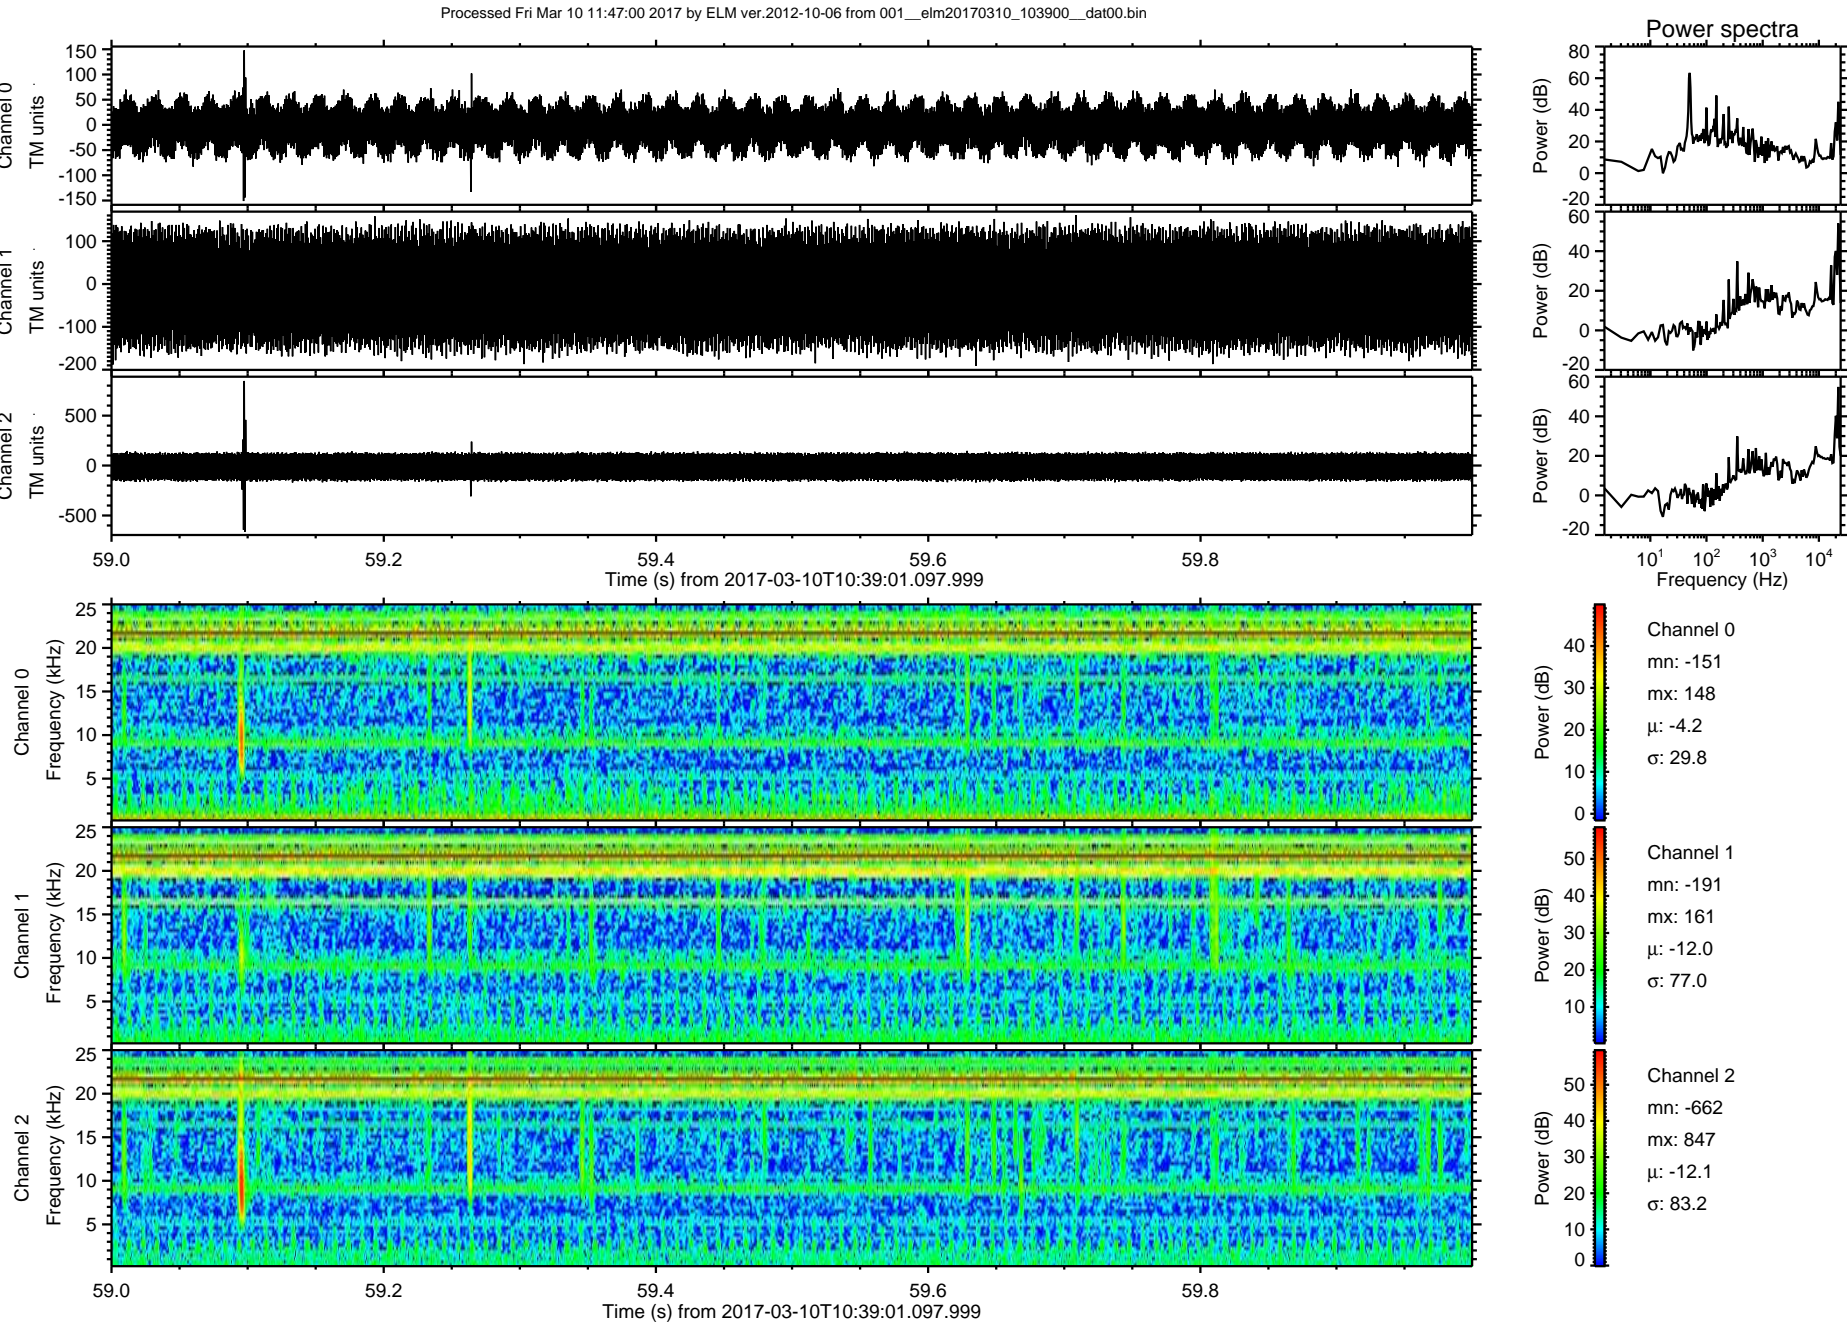 Processed Fri Mar 10 11:47:00 2017 by ELM ver.2012-10-06 from 001__elm20170310_103900__dat00.bin
Power spectra
Channel 0
TM units
150
100
50
0
-50
-100
-150
Power (dB)
80
60
40
20
0
-20
Channel 1
TM units
100
0
-100
-200
Power (dB)
60
40
20
0
-20
Channel 2
TM units
500
0
-500
Power (dB)
60
40
20
0
-20
59.0 59.2 59.4 59.6 59.8
Time (s) from 2017-03-10T10:39:01.097.999
10^1 10^2 10^3 10^4
Frequency (Hz)
Channel 0
Frequency (kHz)
25
20
15
10
5
Power (dB)
40
30
20
10
0
Channel 0
mn: -151
mx: 148
μ: -4.2
σ: 29.8
Channel 1
Frequency (kHz)
25
20
15
10
5
Power (dB)
50
40
30
20
10
Channel 1
mn: -191
mx: 161
μ: -12.0
σ: 77.0
Channel 2
Frequency (kHz)
25
20
15
10
5
Power (dB)
50
40
30
20
10
0
Channel 2
mn: -662
mx: 847
μ: -12.1
σ: 83.2
59.0 59.2 59.4 59.6 59.8
Time (s) from 2017-03-10T10:39:01.097.999